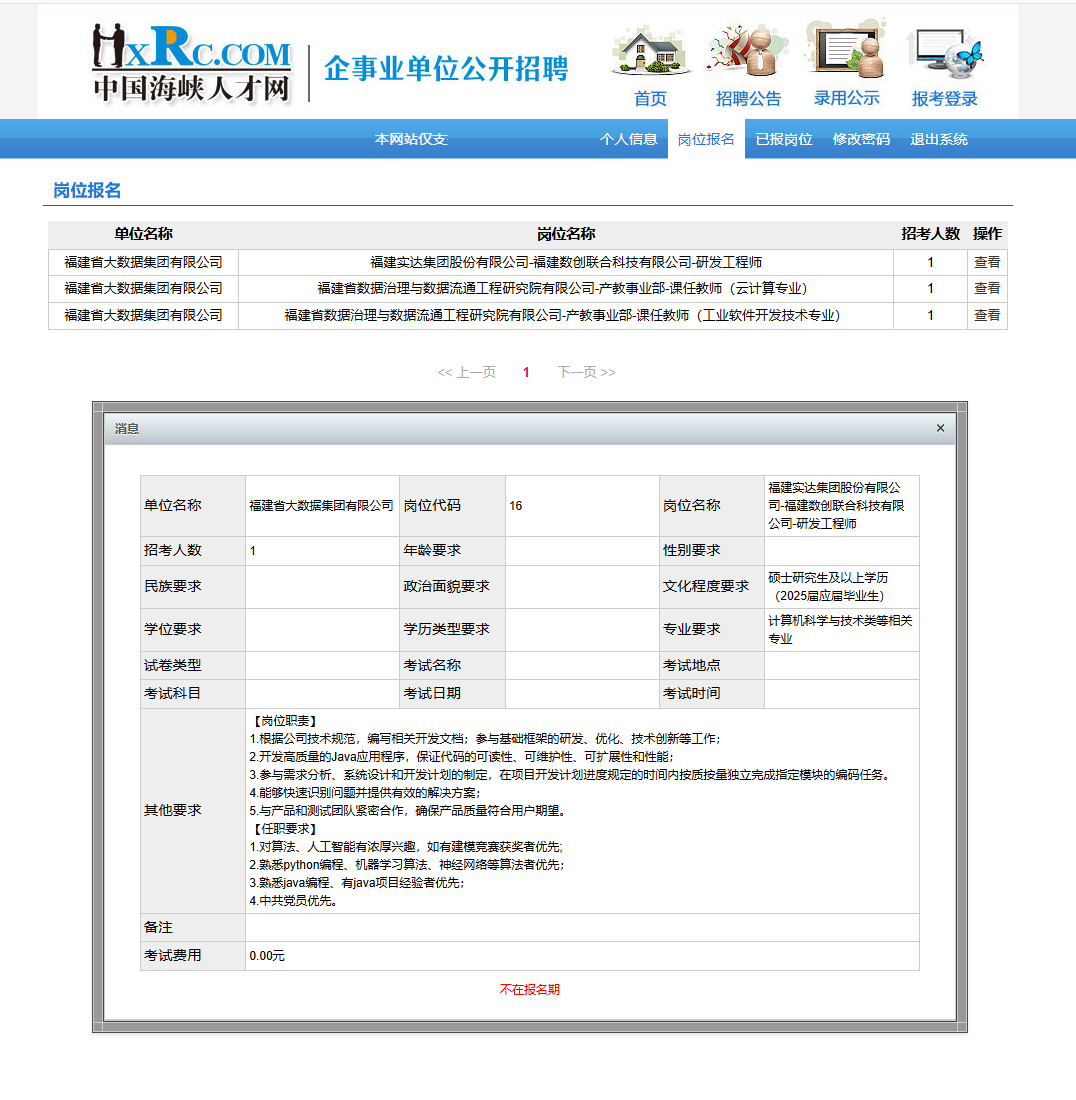 HXRC.COM
中国海峡人才网
企事业单位公开招聘
首页 招聘公告 录用公示 报考登录
本网站仅支 个人信息 岗位报名 已报岗位 修改密码 退出系统
岗位报名
单位名称 岗位名称 招考人数 操作
福建省大数据集团有限公司 福建实达集团股份有限公司-福建数创联合科技有限公司-研发工程师 1 查看
福建省大数据集团有限公司 福建省数据治理与数据流通工程研究院有限公司-产教事业部-课任教师（云计算专业） 1 查看
福建省大数据集团有限公司 福建省数据治理与数据流通工程研究院有限公司-产教事业部-课任教师（工业软件开发技术专业） 1 查看
<< 上一页 1 下一页 >>
消息 ×
单位名称 福建省大数据集团有限公司 岗位代码 16 岗位名称
福建实达集团股份有限公
司-福建数创联合科技有限
公司-研发工程师
招考人数 1 年龄要求 性别要求
民族要求 政治面貌要求 文化程度要求
硕士研究生及以上学历
（2025届应届毕业生）
学位要求 学历类型要求 专业要求
计算机科学与技术类等相关
专业
试卷类型 考试名称 考试地点
考试科目 考试日期 考试时间
其他要求
【岗位职责】
1.根据公司技术规范，编写相关开发文档；参与基础框架的研发、优化、技术创新等工作；
2.开发高质量的Java应用程序，保证代码的可读性、可维护性、可扩展性和性能；
3.参与需求分析、系统设计和开发计划的制定，在项目开发计划进度规定的时间内按质按量独立完成指定模块的编码任务。
4.能够快速识别问题并提供有效的解决方案；
5.与产品和测试团队紧密合作，确保产品质量符合用户期望。
【任职要求】
1.对算法、人工智能有浓厚兴趣，如有建模竞赛获奖者优先;
2.熟悉python编程、机器学习算法、神经网络等算法者优先；
3.熟悉java编程、有java项目经验者优先；
4.中共党员优先。
备注
考试费用 0.00元
不在报名期